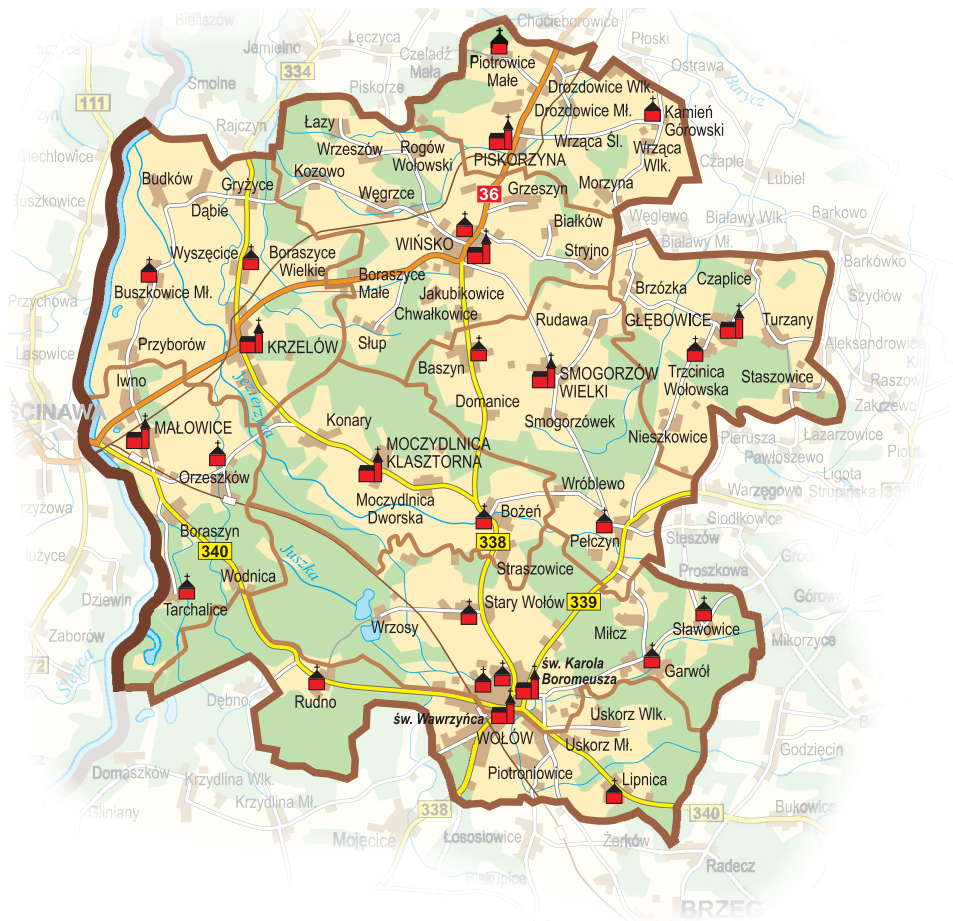 Bieliszów
Chocieborowice
Łęczyca
Płoski
Jemielno
Czeladź
Mała
Piotrowice
Małe
Ostrawa
334
Smolne
Piskorze
Drozdowice Wlk.
Barycz
111
Drozdowice Mł.
Kamień
Górowski
Łazy
Rajczyn
Wrzeszów
Rogów
Wołowski
Wrząca Śl.
Wrząca
Wlk.
PISKORZYNA
Ciechlowice
Czaple
Kozowo
Budków
Gryżyce
Węgrzce
36
Grzeszyn
Morzyna
Lubiel
Buszkowice
Dąbie
Białków
Węglewo
Białawy Wlk.
Barkowo
WIŃSKO
Stryjno
Białawy Mł.
Wyszęcice
Boraszyce
Wielkie
Barkówko
Boraszyce
Małe
Czaplice
Buszkowice Mł.
Jakubikowice
Brzózka
Szydłów
Przychowa
Chwałkowice
Rudawa
GŁĘBOWICE
Turzany
Przyborów
KRZELÓW
Słup
Aleksandrowice
Lasowice
Baszyn
SMOGORZÓW
WIELKI
Trzcinica
Wołowska
Staszowice
Iwno
Jezierzyca
Raszow
Domanice
Zakrzewo
ŚCINAWA
MAŁOWICE
Konary
Smogorzówek
Nieszkowice
Pierusza
Łazarzowice
MOCZYDLNICA
KLASZTORNA
Pawłoszewo
Orzeszków
Ligota
Strupińska
Wróblewo
Warzęgowo
Moczydlnica
Dworska
Bożeń
Siodłkowice
Boraszyn
338
Pełczyn
Stęszów
340
Juszka
Straszowice
Proszkowa
Wodnica
Dziewin
Tarchalice
Stary Wołów
339
Górowo
Wrzosy
Miłcz
Sławowice
Zaborów
Mikorzyce
Ślepca
św. Karola
Boromeusza
Garwół
Dębno
Rudno
św. Wawrzyńca
Uskorz Wlk.
WOŁÓW
Uskorz Mł.
Godzięcin
Domaszków
Krzydlina Wlk.
Piotroniowice
Lipnica
Krzydlina Mł.
Gliniany
338
340
Bukowice
Mojęcice
Łososiowice
Żerków
Radecz
Biskupice
BRZEG